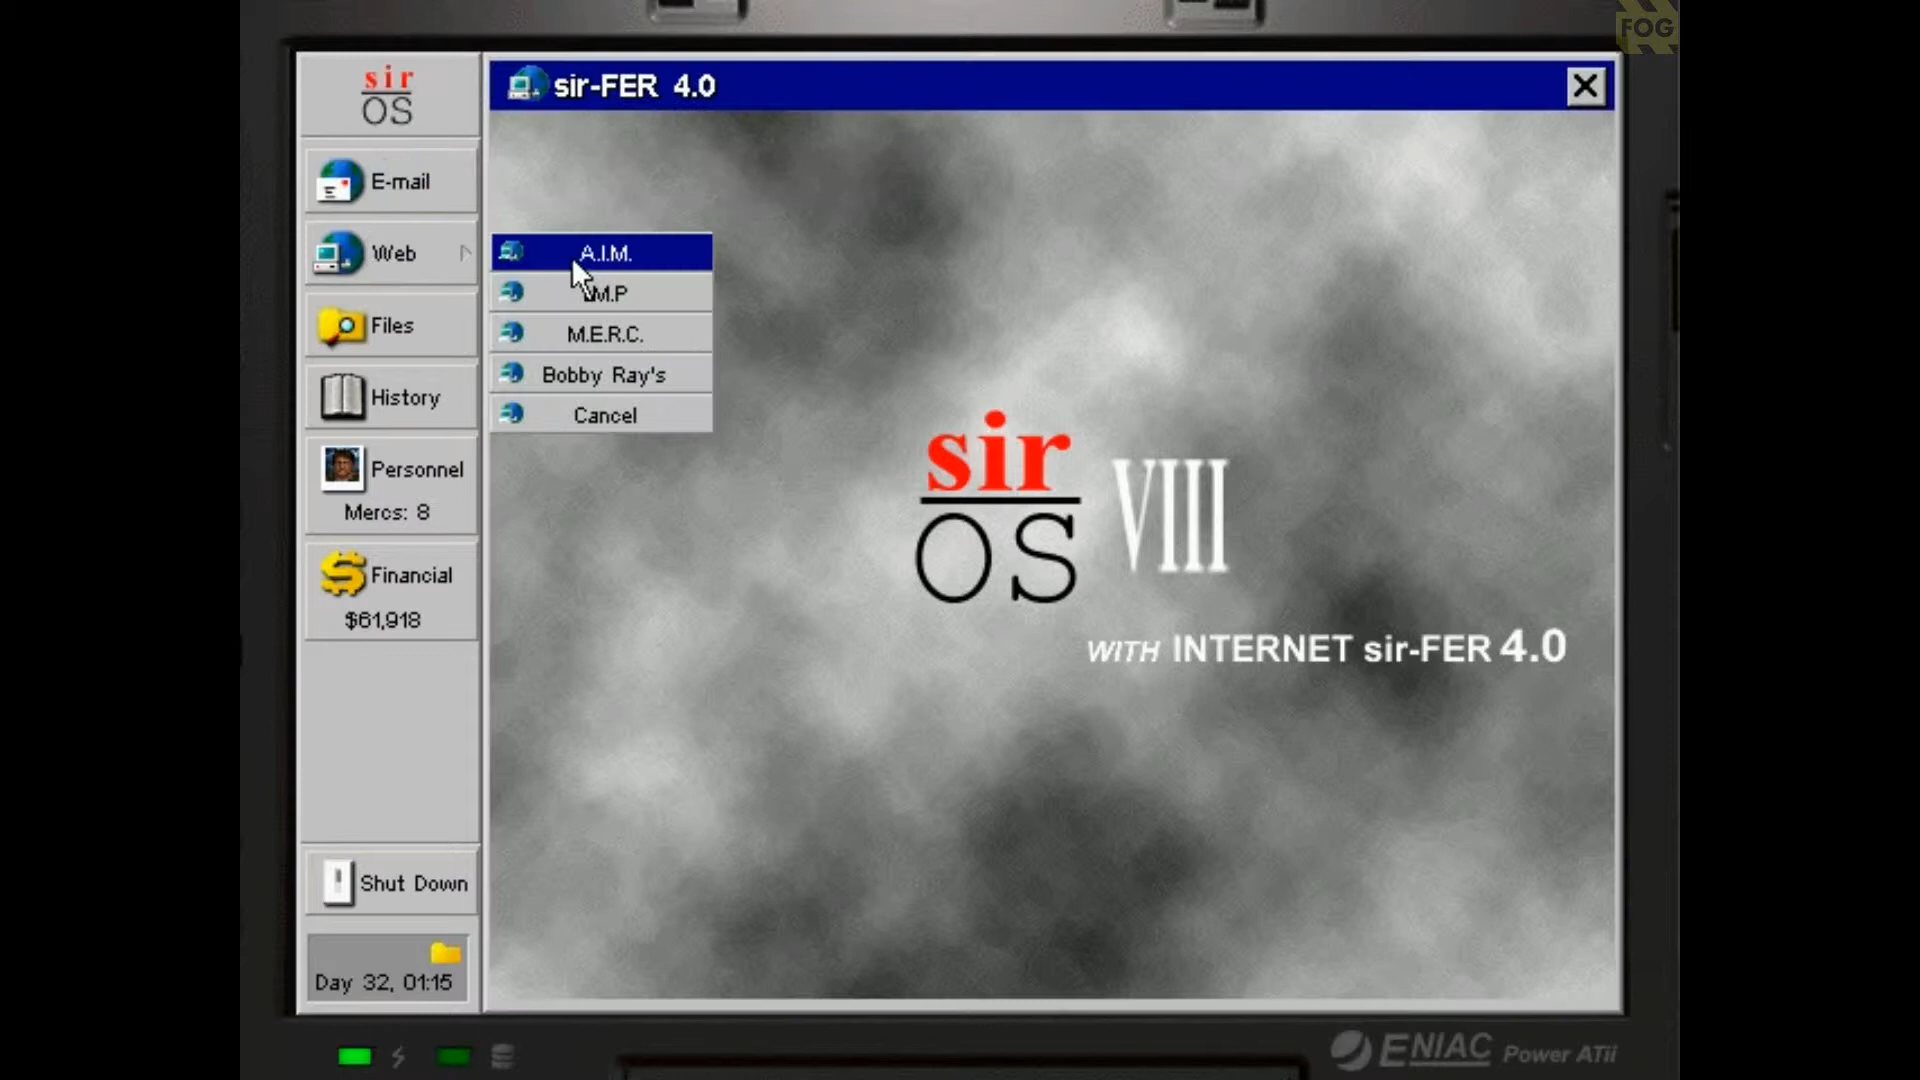 FOG
sir
OS
sir-FER 4.0
E-mail
Web
Files
History
Personnel
Mercs: 8
Financial
$61,918
Shut Down
Day 32, 01:15
A.I.M.
M.P
M.E.R.C.
Bobby Ray's
Cancel
sir
OS
VIII
WITH INTERNET sir-FER 4.0
ENIAC Power ATii